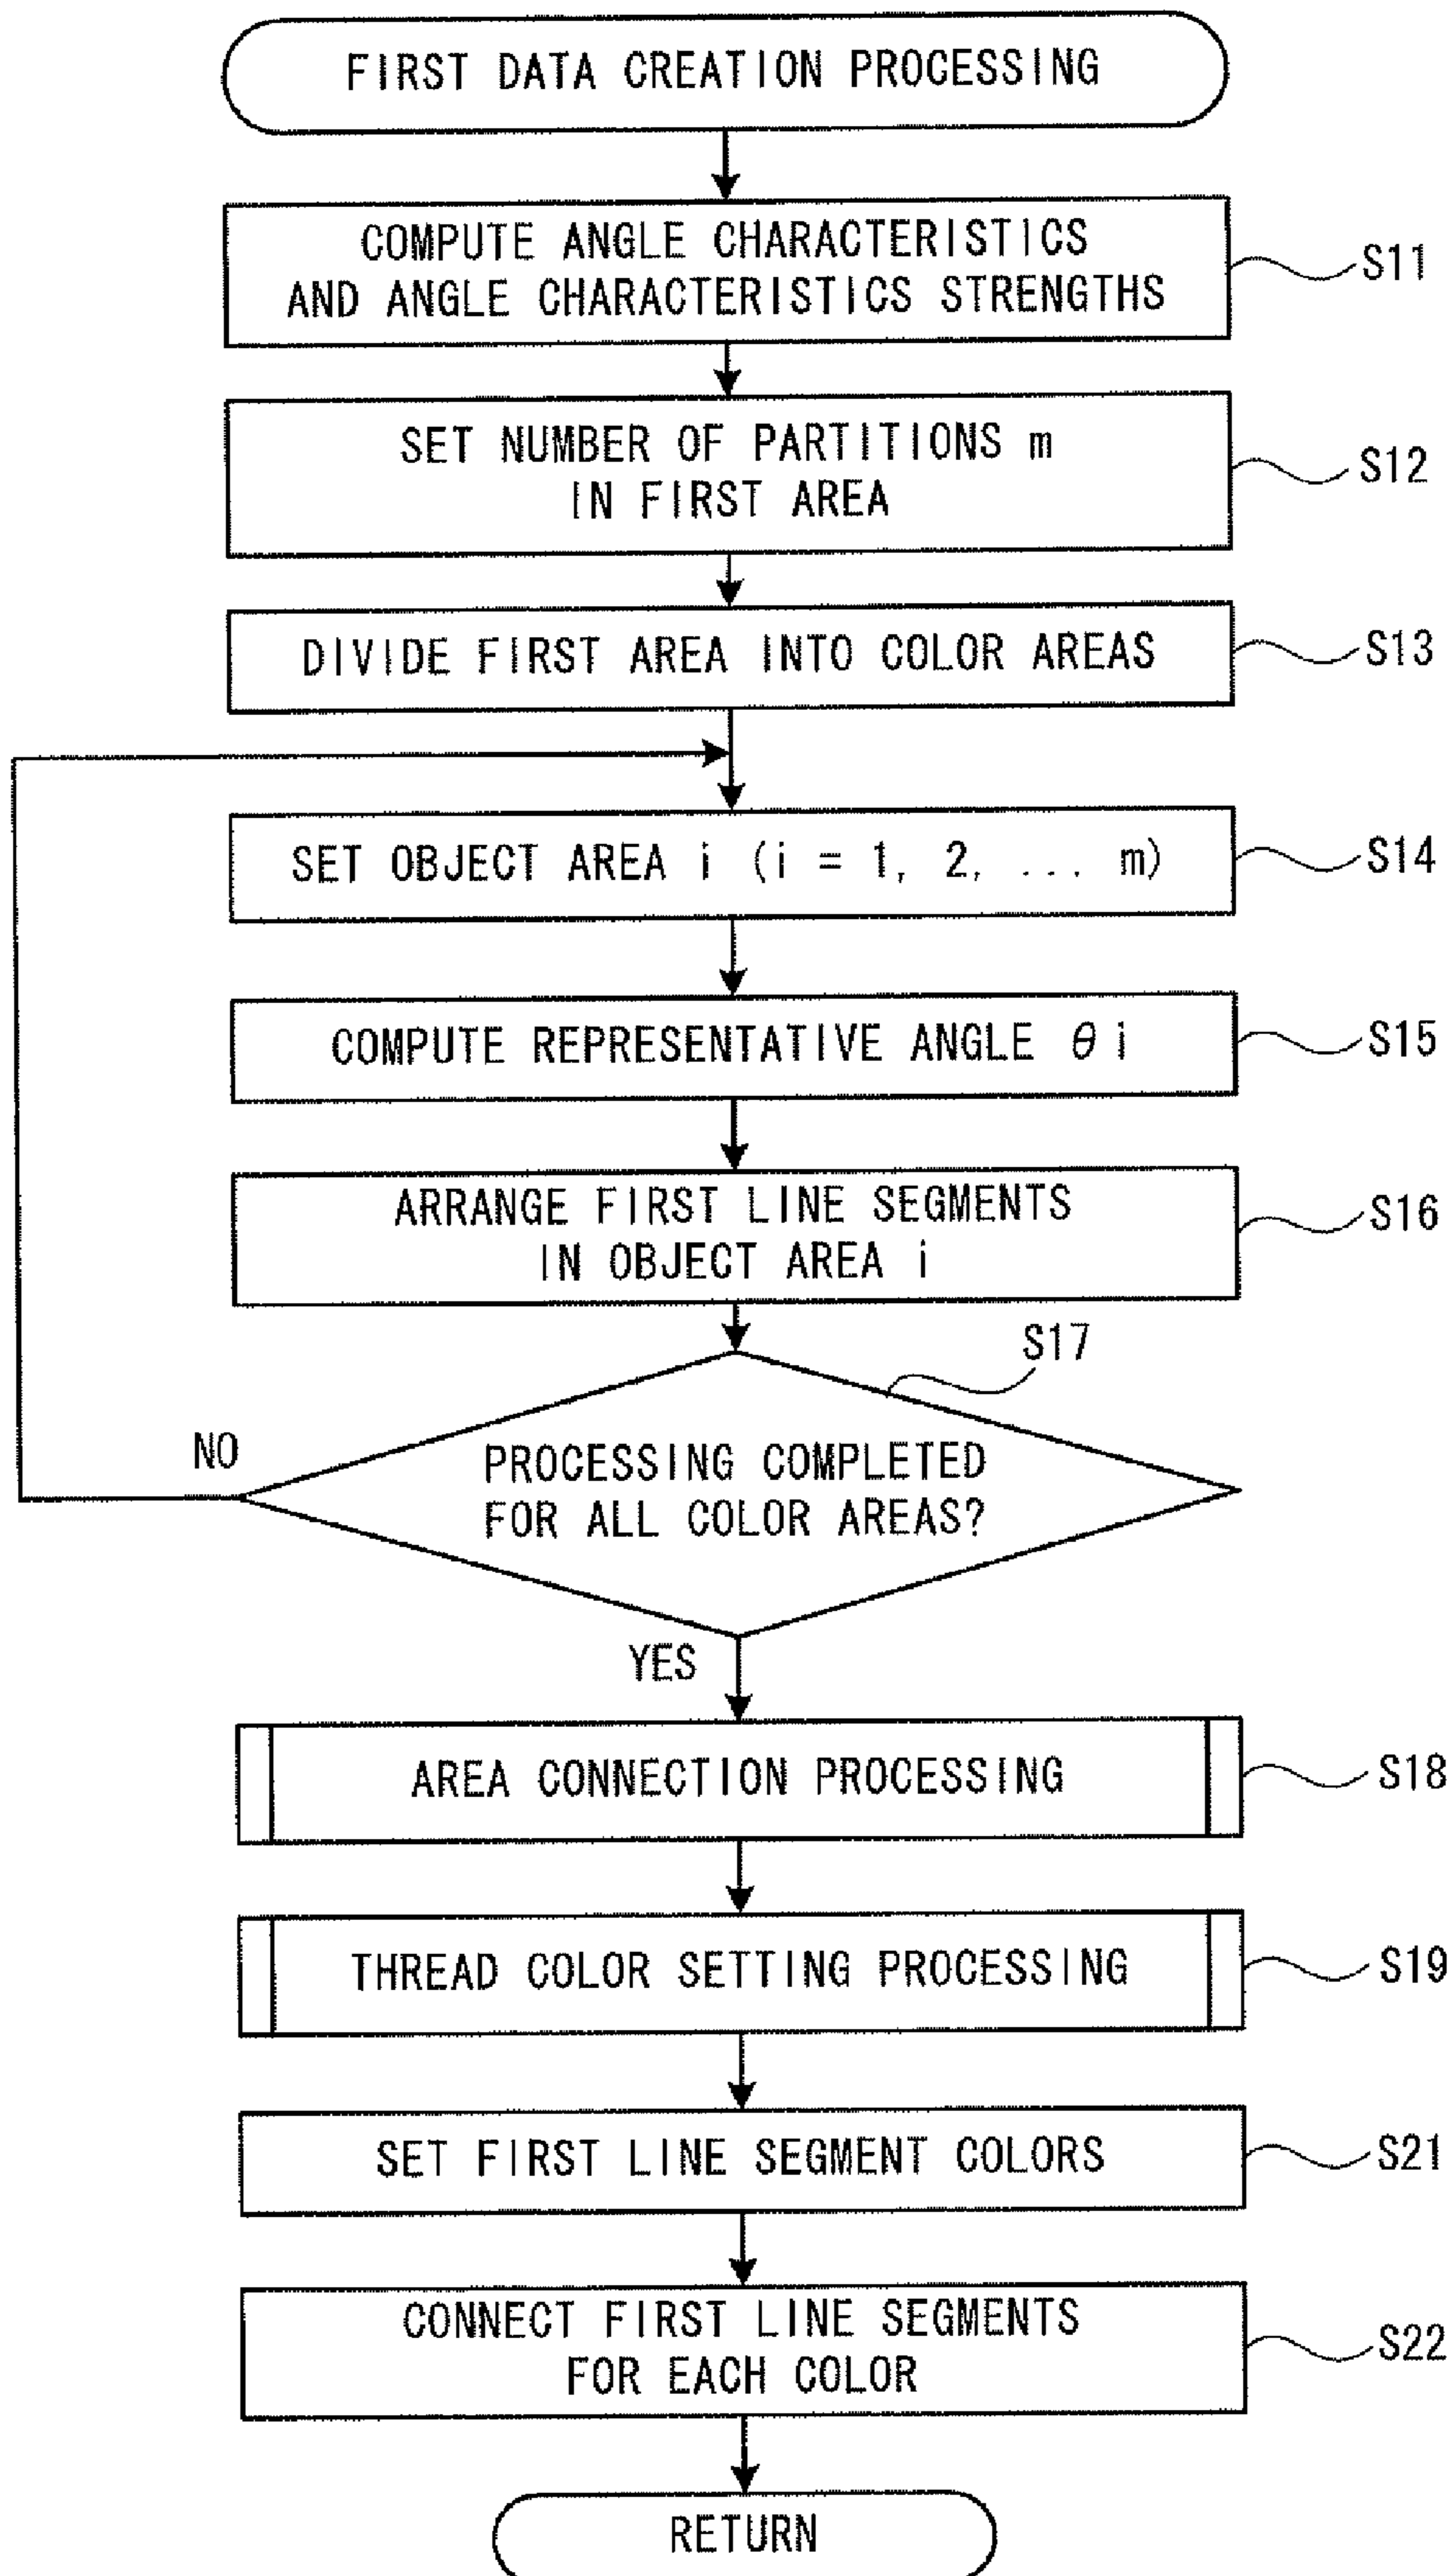 FIRST DATA CREATION PROCESSING
COMPUTE ANGLE CHARACTERISTICS
AND ANGLE CHARACTERISTICS STRENGTHS
S11
SET NUMBER OF PARTITIONS m
IN FIRST AREA
S12
DIVIDE FIRST AREA INTO COLOR AREAS
S13
SET OBJECT AREA i (i = 1, 2, ... m)
S14
COMPUTE REPRESENTATIVE ANGLE θi
S15
ARRANGE FIRST LINE SEGMENTS
IN OBJECT AREA i
S16
S17
NO
PROCESSING COMPLETED
FOR ALL COLOR AREAS?
YES
AREA CONNECTION PROCESSING
S18
THREAD COLOR SETTING PROCESSING
S19
SET FIRST LINE SEGMENT COLORS
S21
CONNECT FIRST LINE SEGMENTS
FOR EACH COLOR
S22
RETURN